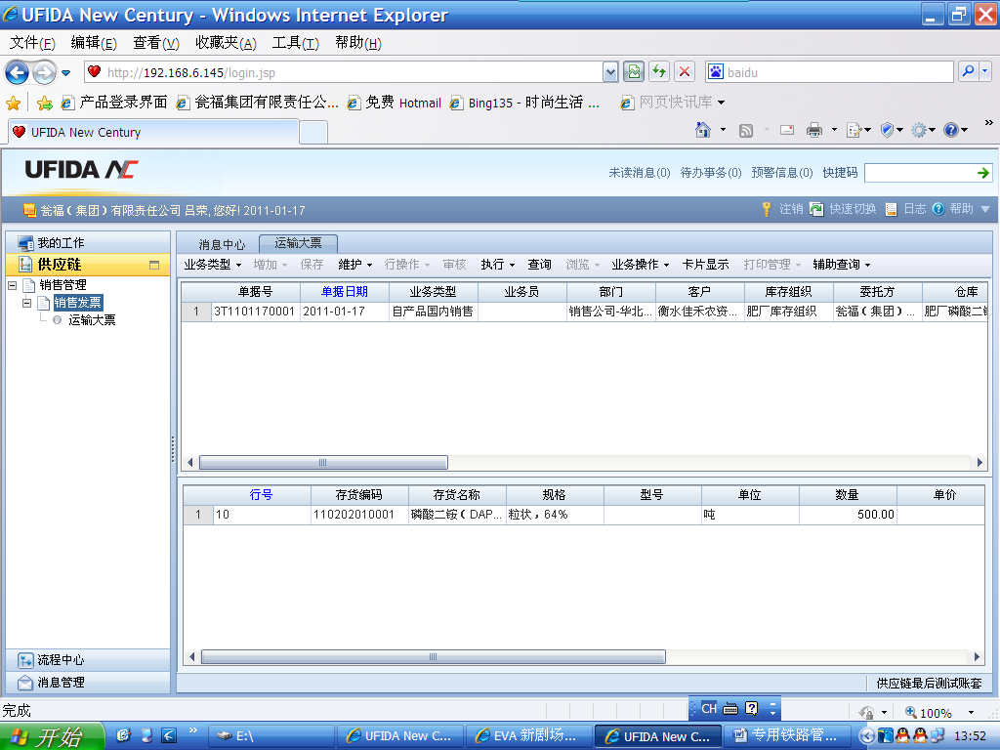 UFIDA New Century - Windows Internet Explorer
文件(F) 编辑(E) 查看(V) 收藏夹(A) 工具(T) 帮助(H)
http://192.168.6.145/login.jsp baidu
产品登录界面 瓮福集团有限责任公... 免费 Hotmail Bing135 - 时尚生活 ... 网页快讯库
UFIDA New Century »
UFIDA NC 未读消息(0) 待办事务(0) 预警信息(0) 快捷码
瓮福（集团）有限责任公司 吕荣, 您好! 2011-01-17 注销 快速切换 日志 帮助
我的工作 消息中心 运输大票
供应链 业务类型 增加 保存 维护 行操作 审核 执行 查询 浏览 业务操作 卡片显示 打印管理 辅助查询
销售管理
销售发票
运输大票
单据号 单据日期 业务类型 业务员 部门 客户 库存组织 委托方 仓库
1 3T1101170001 2011-01-17 自产品国内销售 销售公司-华北... 衡水佳禾农资... 肥厂库存组织 瓮福（集团）... 肥厂磷酸二铵
行号 存货编码 存货名称 规格 型号 单位 数量 单价
1 10 110202010001 磷酸二铵（DAP... 粒状，64% 吨 500.00
流程中心
消息管理 供应链最后测试账套
完成 CH 100%
开始 » E:\ UFIDA New C... EVA 新剧场... UFIDA New C... 专用铁路管... 13:52